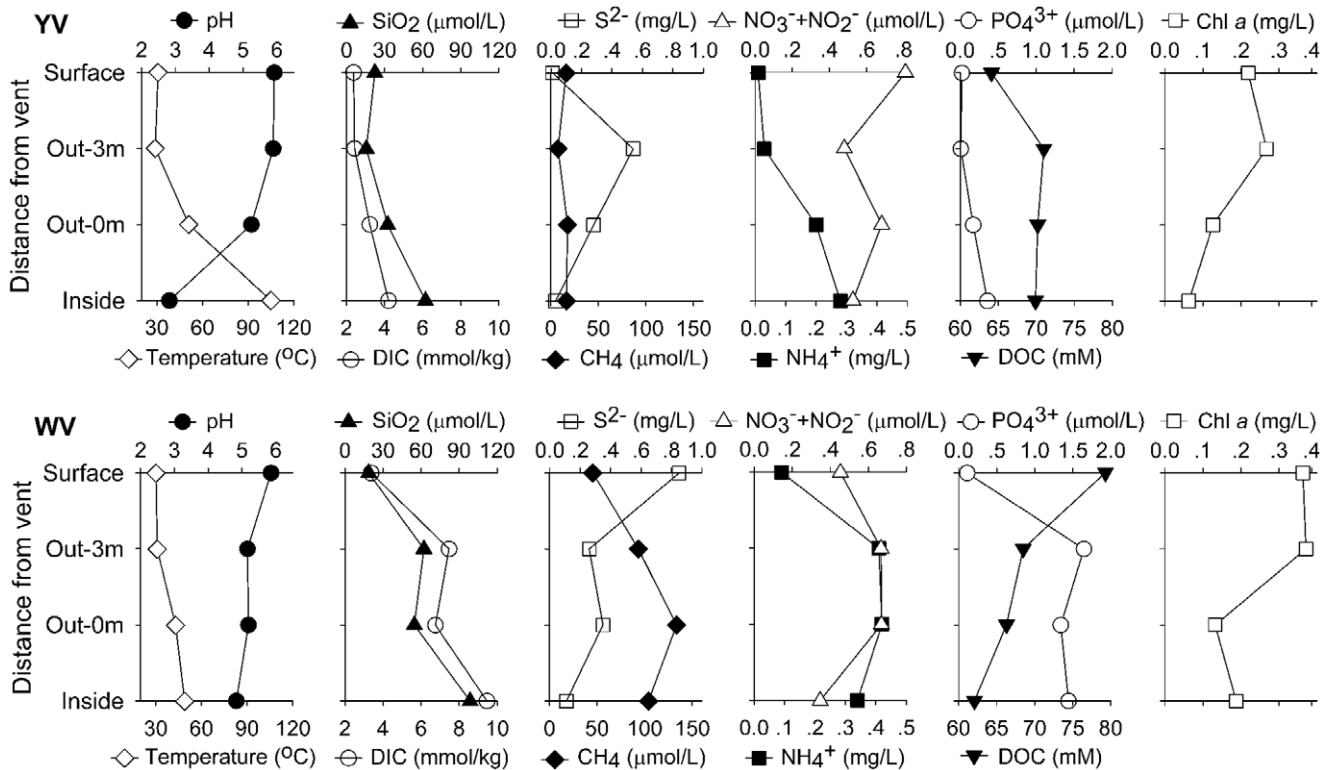 YV
pH
SiO2 (μmol/L)
S2- (mg/L)
NO3-+NO2- (μmol/L)
PO43+ (μmol/L)
Chl a (mg/L)
2 3 4 5 6
0 30 60 90 120
0.0 .2 .4 .6 .8 1.0
0.0 .2 .4 .6 .8
0.0 0.4 0.8 1.2 1.6 2.0
0.0 .1 .2 .3 .4
Distance from vent
Surface
Out-3m
Out-0m
Inside
30 60 90 120
2 4 6 8 10
0 50 100 150
0.0 .1 .2 .3 .4 .5
60 65 70 75 80
Temperature (oC)
DIC (mmol/kg)
CH4 (μmol/L)
NH4+ (mg/L)
DOC (mM)
WV
pH
SiO2 (μmol/L)
S2- (mg/L)
NO3-+NO2- (μmol/L)
PO43+ (μmol/L)
Chl a (mg/L)
2 3 4 5 6
0 30 60 90 120
0.0 .2 .4 .6 .8 1.0
0.0 .2 .4 .6 .8
0.0 0.4 0.8 1.2 1.6 2.0
0.0 .1 .2 .3 .4
Distance from vent
Surface
Out-3m
Out-0m
Inside
30 60 90 120
2 4 6 8 10
0 50 100 150
0.0 .1 .2 .3 .4 .5
60 65 70 75 80
Temperature (oC)
DIC (mmol/kg)
CH4 (μmol/L)
NH4+ (mg/L)
DOC (mM)